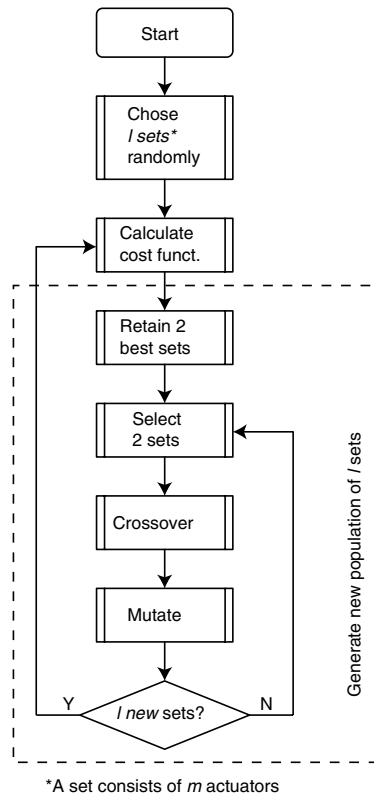 Start
Chose
l sets*
randomly
Calculate
cost funct.
Retain 2
best sets
Select
2 sets
Crossover
Mutate
l new sets?
Y
N
Generate new population of l sets
*A set consists of m actuators